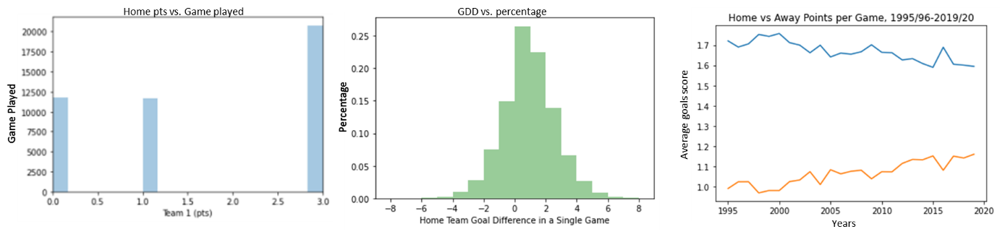 Home pts vs. Game played
Game Played
20000
17500
15000
12500
10000
7500
5000
2500
0
0.0 0.5 1.0 1.5 2.0 2.5 3.0
Team 1 (pts)
GDD vs. percentage
Percentage
0.25
0.20
0.15
0.10
0.05
0.00
−8 −6 −4 −2 0 2 4 6 8
Home Team Goal Difference in a Single Game
Home vs Away Points per Game, 1995/96-2019/20
Average goals score
1.7
1.6
1.5
1.4
1.3
1.2
1.1
1.0
1995 2000 2005 2010 2015 2020
Years